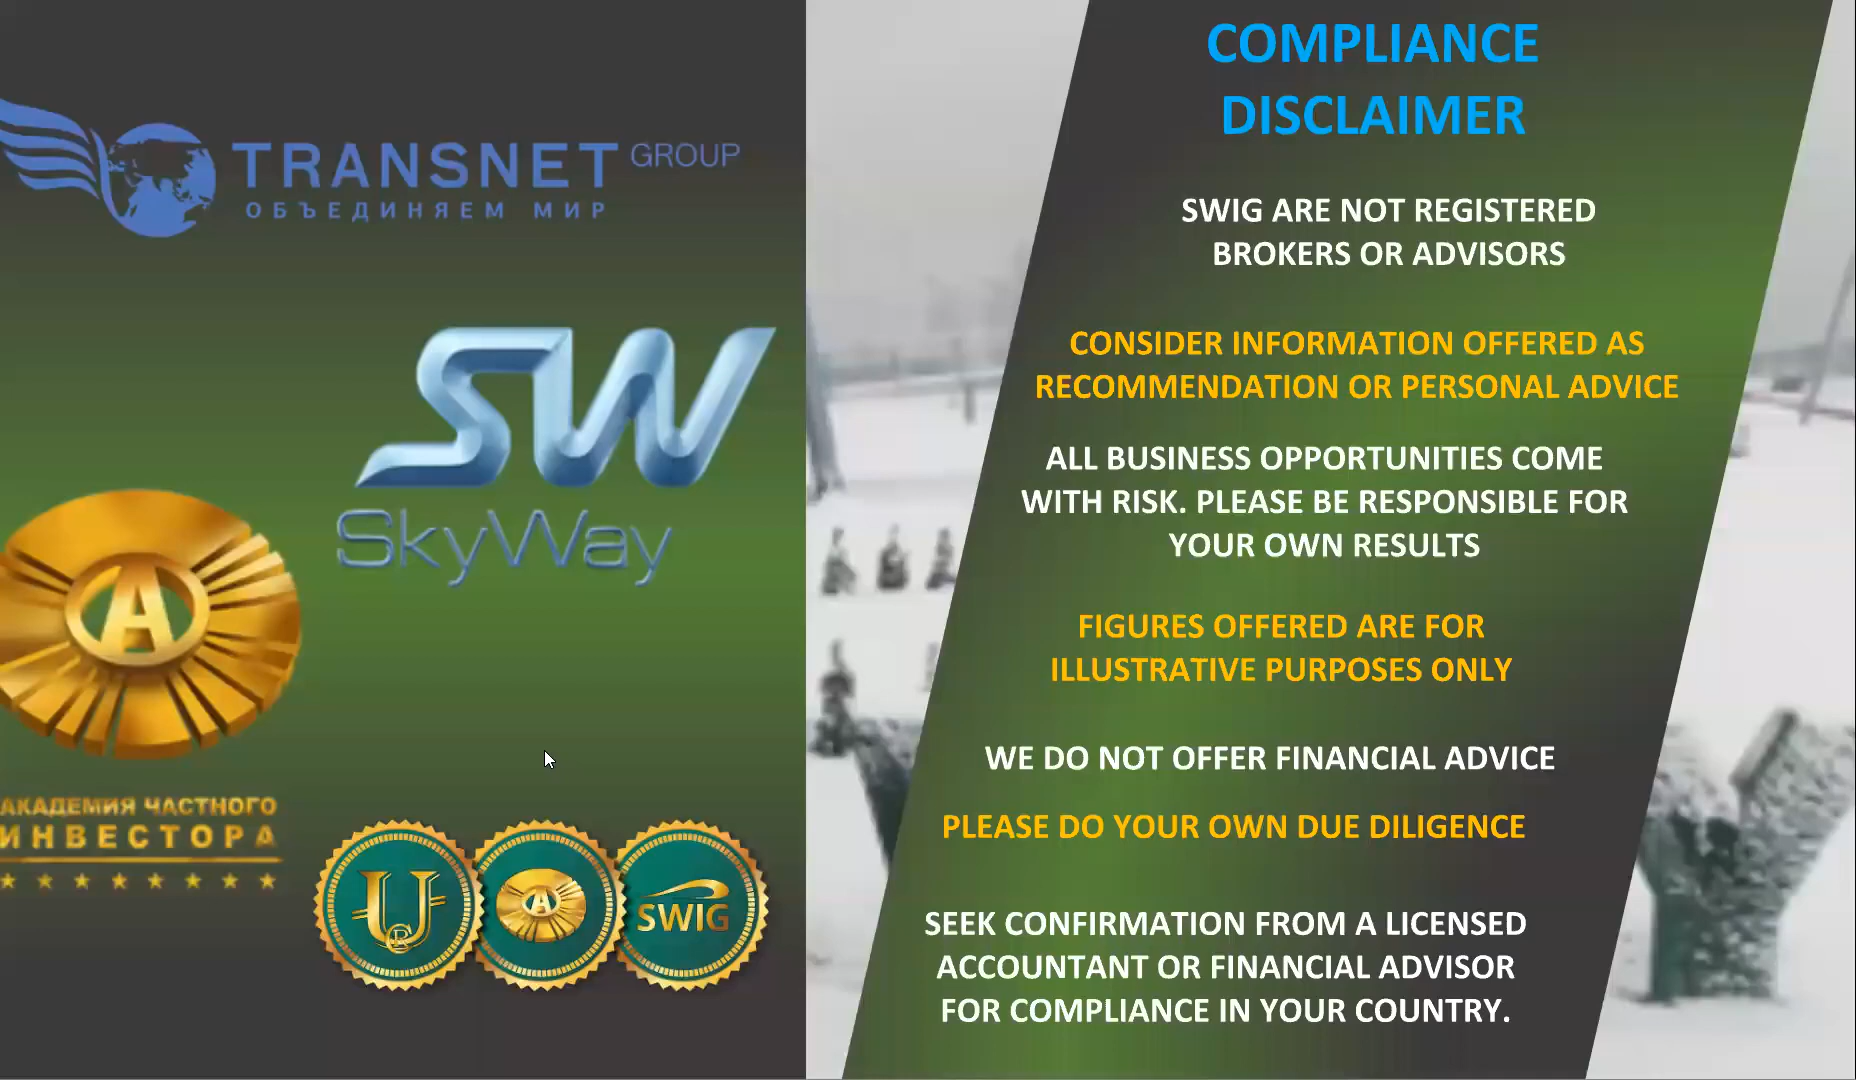 TRANSNET GROUP
ОБЪЕДИНЯЕМ МИР
SW
SkyWay
A
АКАДЕМИЯ ЧАСТНОГО
ИНВЕСТОРА
U
R
A
SWIG
COMPLIANCE
DISCLAIMER
SWIG ARE NOT REGISTERED
BROKERS OR ADVISORS
CONSIDER INFORMATION OFFERED AS
RECOMMENDATION OR PERSONAL ADVICE
ALL BUSINESS OPPORTUNITIES COME
WITH RISK. PLEASE BE RESPONSIBLE FOR
YOUR OWN RESULTS
FIGURES OFFERED ARE FOR
ILLUSTRATIVE PURPOSES ONLY
WE DO NOT OFFER FINANCIAL ADVICE
PLEASE DO YOUR OWN DUE DILIGENCE
SEEK CONFIRMATION FROM A LICENSED
ACCOUNTANT OR FINANCIAL ADVISOR
FOR COMPLIANCE IN YOUR COUNTRY.